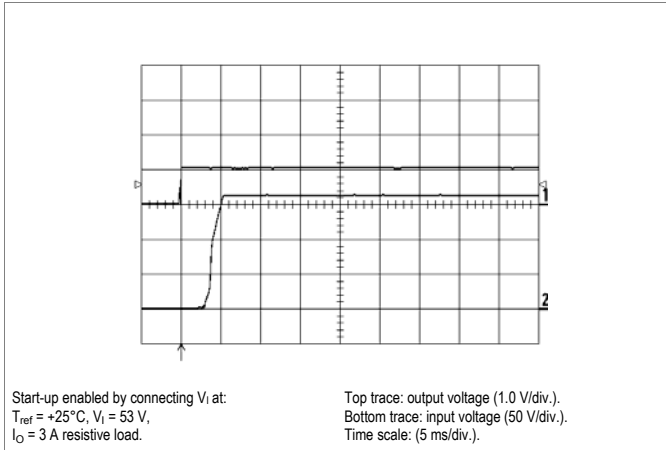 1
2
Start-up enabled by connecting VI at:
Tref = +25°C, VI = 53 V,
IO = 3 A resistive load.
Top trace: output voltage (1.0 V/div.).
Bottom trace: input voltage (50 V/div.).
Time scale: (5 ms/div.).